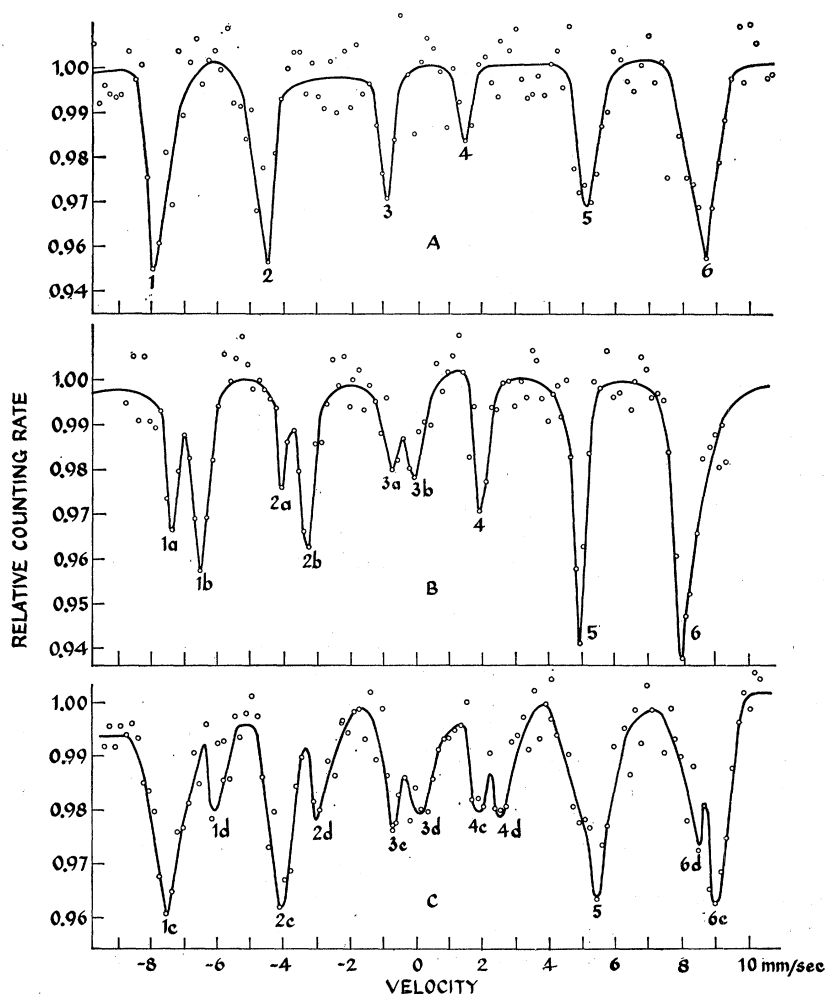 1.00
0.99
0.98
0.97
0.96
0.95
0.94
1 2 3 4 5 6
A
1.00
0.99
0.98
0.97
0.96
0.95
0.94
1a 1b 2a 2b 3a 3b 4 5 6
B
1.00
0.99
0.98
0.97
0.96
1c 1d 2c 2d 3c 3d 4c 4d 5 6d 6c
C
RELATIVE COUNTING RATE
-8 -6 -4 -2 0 2 4 6 8 10 mm/sec
VELOCITY